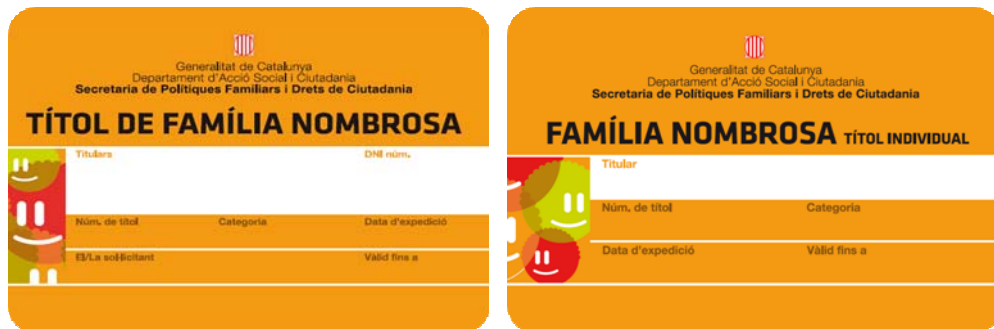 Generalitat de Catalunya
Departament d'Acció Social i Ciutadania
Secretaria de Polítiques Familiars i Drets de Ciutadania
TÍTOL DE FAMÍLIA NOMBROSA
Titulars DNI núm.
Núm. de títol Categoria Data d'expedició
El/La sol·licitant Vàlid fins a
Generalitat de Catalunya
Departament d'Acció Social i Ciutadania
Secretaria de Polítiques Familiars i Drets de Ciutadania
FAMÍLIA NOMBROSA TÍTOL INDIVIDUAL
Titular
Núm. de títol Categoria
Data d'expedició Vàlid fins a